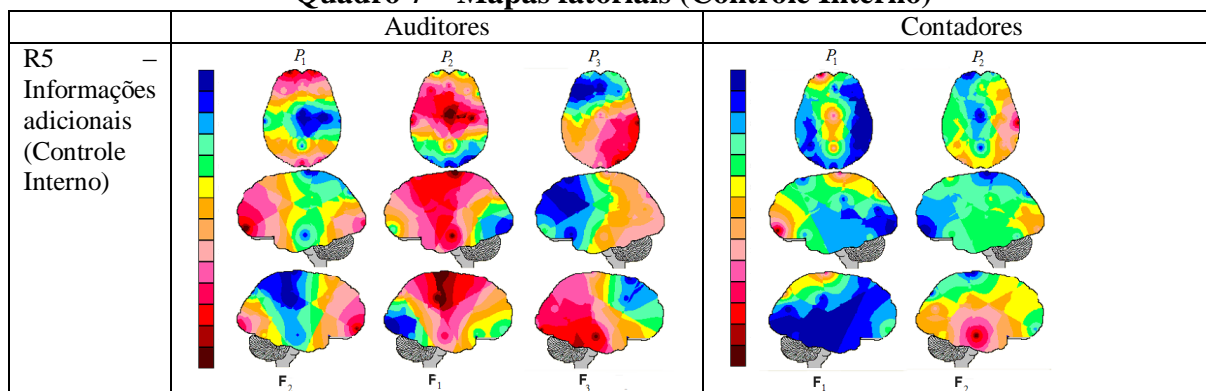 Quadro 7 – Mapas fatoriais (Controle Interno)
Auditores Contadores
R5 –
Informações
adicionais
(Controle
Interno)
P1 P2 P3 P1 P2
F2 F1 F3 F1 F2